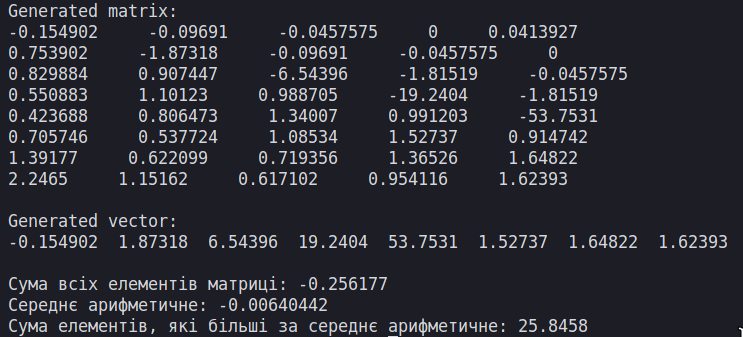 Generated matrix:
-0.154902 -0.09691 -0.0457575 0 0.0413927
0.753902 -1.87318 -0.09691 -0.0457575 0
0.829884 0.907447 -6.54396 -1.81519 -0.0457575
0.550883 1.10123 0.988705 -19.2404 -1.81519
0.423688 0.806473 1.34007 0.991203 -53.7531
0.705746 0.537724 1.08534 1.52737 0.914742
1.39177 0.622099 0.719356 1.36526 1.64822
2.2465 1.15162 0.617102 0.954116 1.62393
Generated vector:
-0.154902 1.87318 6.54396 19.2404 53.7531 1.52737 1.64822 1.62393
Сума всіх елементів матриці: -0.256177
Середнє арифметичне: -0.00640442
Сума елементів, які більші за середнє арифметичне: 25.8458